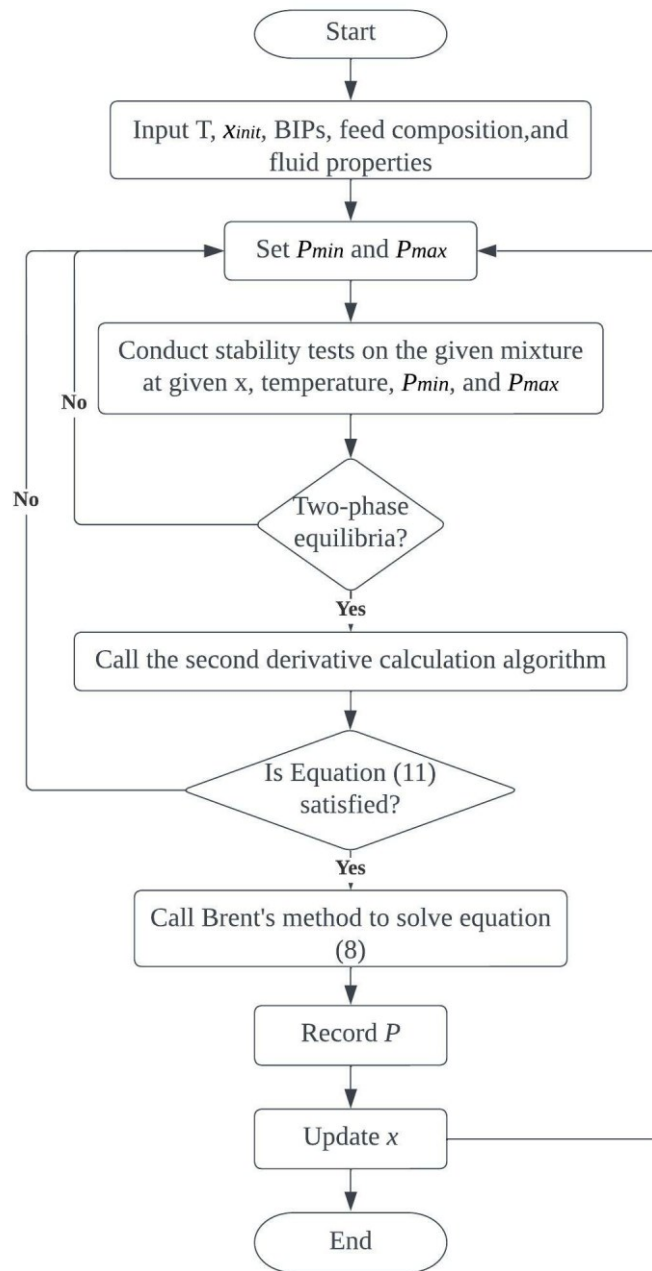 Start
Input T, xinit, BIPs, feed composition,and
fluid properties
Set Pmin and Pmax
Conduct stability tests on the given mixture
at given x, temperature, Pmin, and Pmax
No
No
Two-phase
equilibria?
Yes
Call the second derivative calculation algorithm
Is Equation (11)
satisfied?
Yes
Call Brent's method to solve equation
(8)
Record P
Update x
End